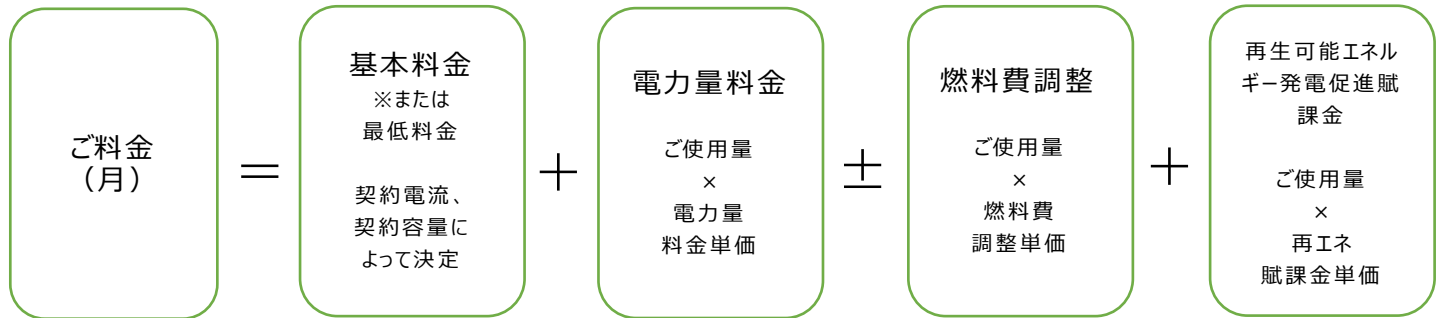 ご料金
（月）
＝
基本料金
※または
最低料金
契約電流、
契約容量に
よって決定
＋
電力量料金
ご使用量
×
電力量
料金単価
±
燃料費調整
ご使用量
×
燃料費
調整単価
＋
再生可能エネル
ギー発電促進賦
課金
ご使用量
×
再エネ
賦課金単価